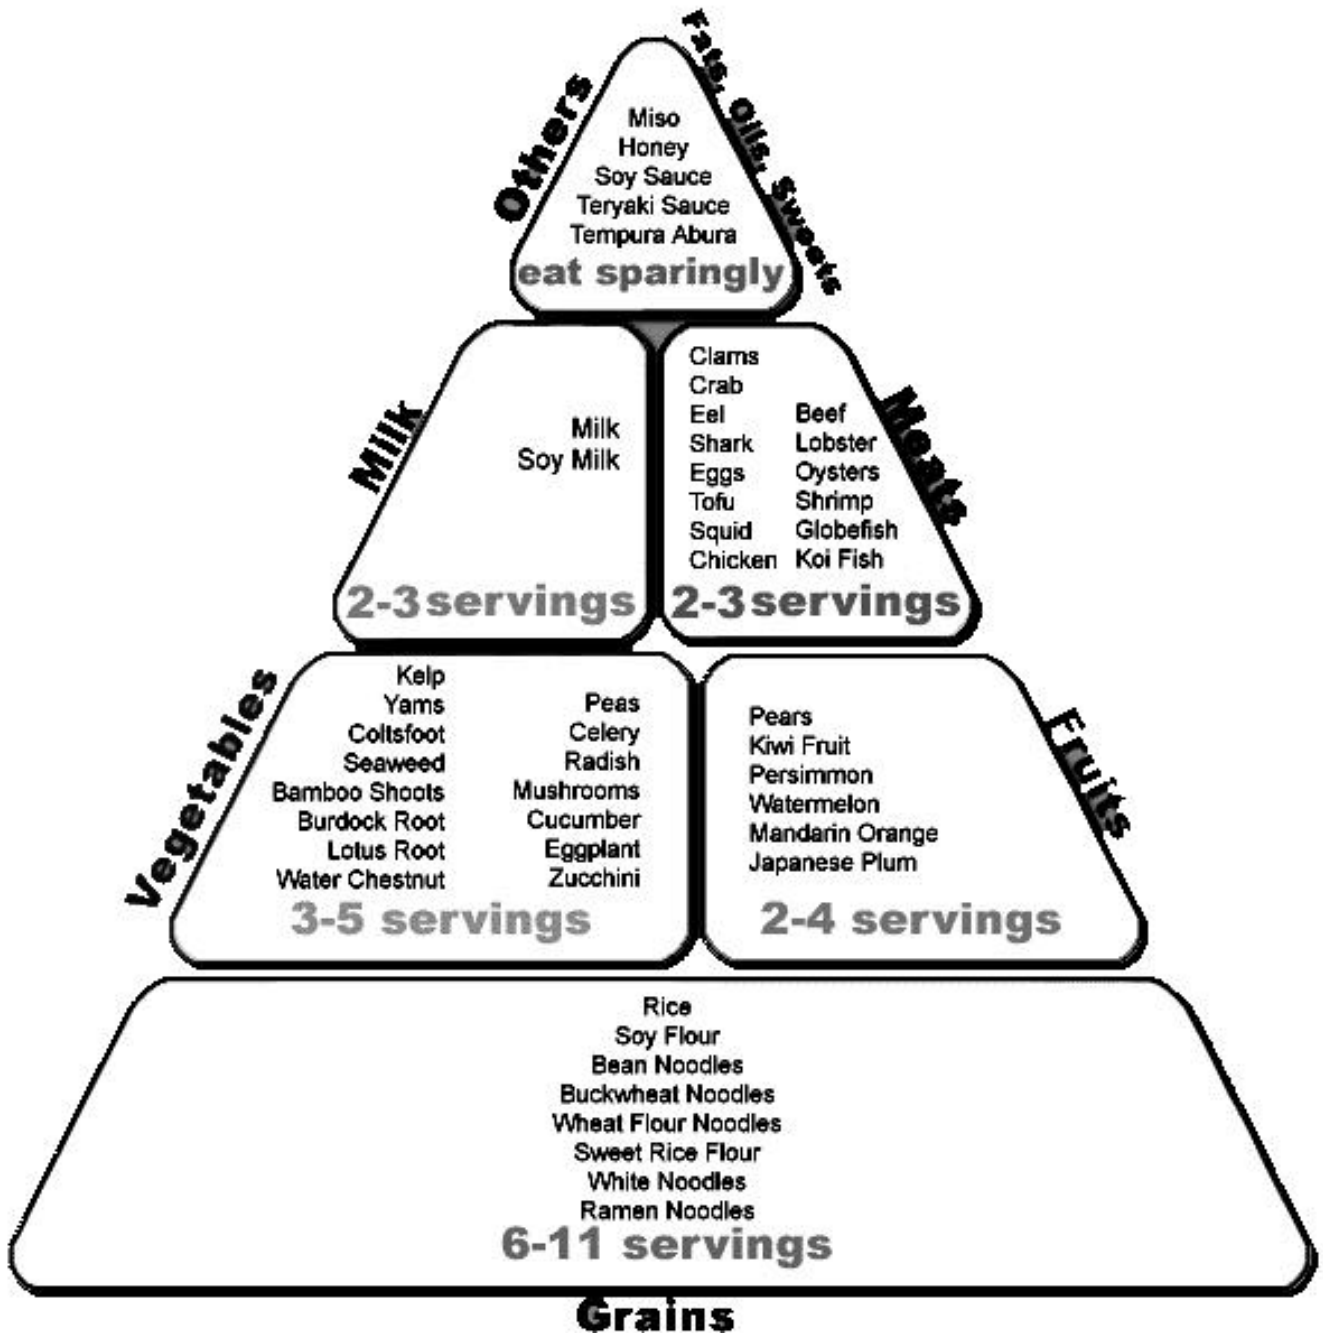 Others
Fats, Oils, Sweets
Miso
Honey
Soy Sauce
Teryaki Sauce
Tempura Abura
eat sparingly
Milk
Milk
Soy Milk
2-3 servings
Meats
Clams
Crab
Eel
Shark
Eggs
Tofu
Squid
Chicken
Beef
Lobster
Oysters
Shrimp
Globefish
Koi Fish
2-3 servings
Vegetables
Kelp
Yams
Coltsfoot
Seaweed
Bamboo Shoots
Burdock Root
Lotus Root
Water Chestnut
Peas
Celery
Radish
Mushrooms
Cucumber
Eggplant
Zucchini
3-5 servings
Fruits
Pears
Kiwi Fruit
Persimmon
Watermelon
Mandarin Orange
Japanese Plum
2-4 servings
Rice
Soy Flour
Bean Noodles
Buckwheat Noodles
Wheat Flour Noodles
Sweet Rice Flour
White Noodles
Ramen Noodles
6-11 servings
Grains